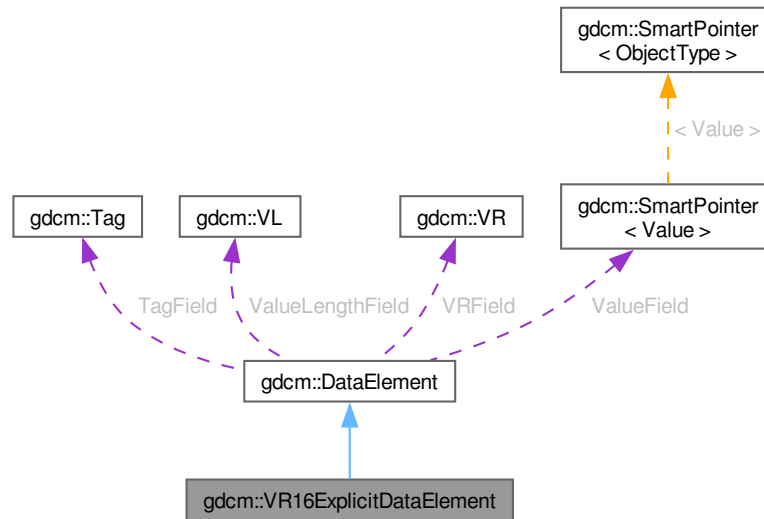 gdcm::SmartPointer
< ObjectType >
< Value >
gdcm::Tag
gdcm::VL
gdcm::VR
gdcm::SmartPointer
< Value >
TagField
ValueLengthField
VRField
ValueField
gdcm::DataElement
gdcm::VR16ExplicitDataElement